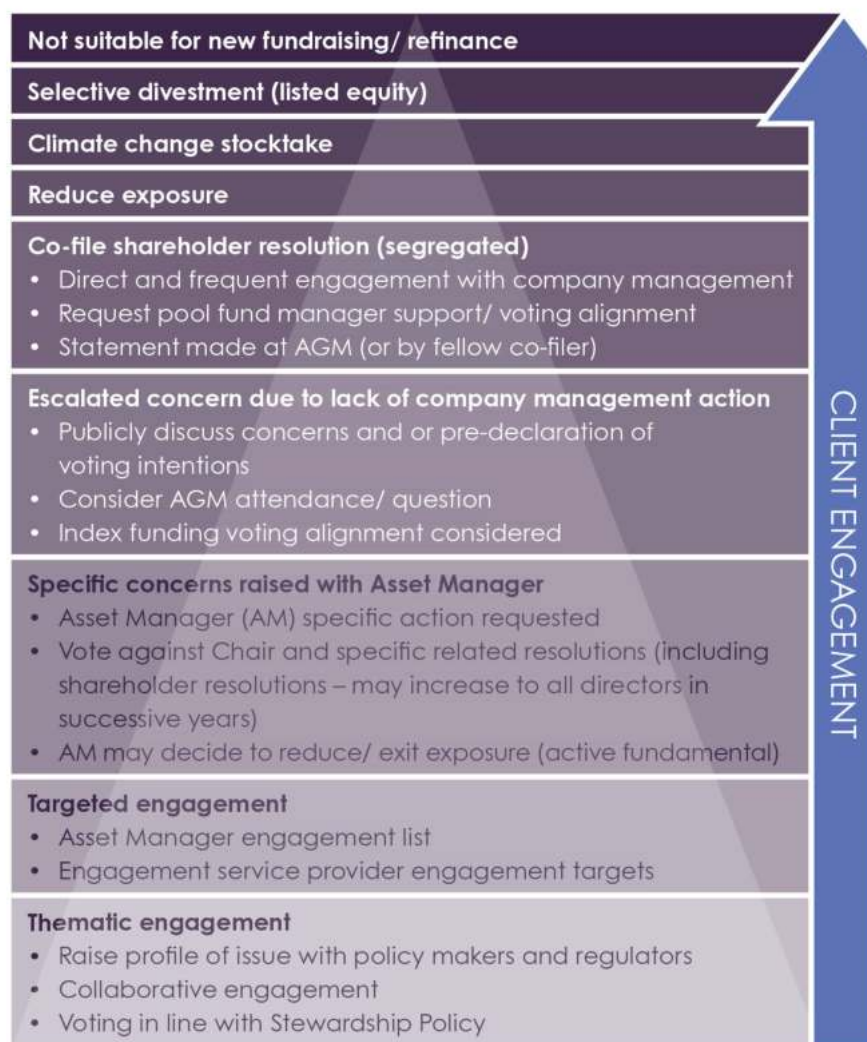 Not suitable for new fundraising/ refinance
Selective divestment (listed equity)
Climate change stocktake
Reduce exposure
Co-file shareholder resolution (segregated)
• Direct and frequent engagement with company management
• Request pool fund manager support/ voting alignment
• Statement made at AGM (or by fellow co-filer)
Escalated concern due to lack of company management action
• Publicly discuss concerns and or pre-declaration of
voting intentions
• Consider AGM attendance/ question
• Index funding voting alignment considered
Specific concerns raised with Asset Manager
• Asset Manager (AM) specific action requested
• Vote against Chair and specific related resolutions (including
shareholder resolutions – may increase to all directors in
successive years)
• AM may decide to reduce/ exit exposure (active fundamental)
Targeted engagement
• Asset Manager engagement list
• Engagement service provider engagement targets
Thematic engagement
• Raise profile of issue with policy makers and regulators
• Collaborative engagement
• Voting in line with Stewardship Policy
CLIENT ENGAGEMENT